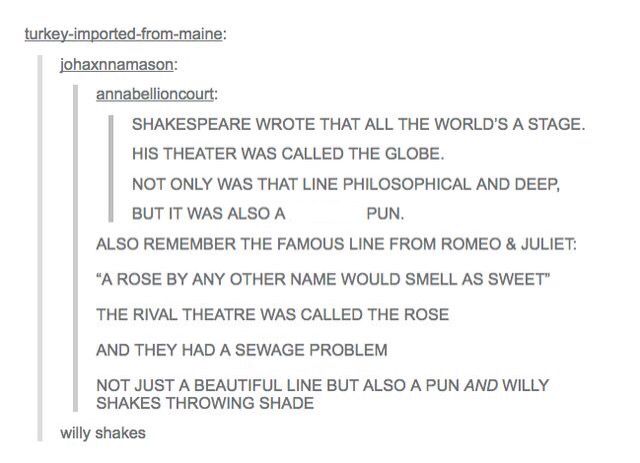 turkey-imported-from-maine:
johaxnnamason:
annabellioncourt:
SHAKESPEARE WROTE THAT ALL THE WORLD'S A STAGE.
HIS THEATER WAS CALLED THE GLOBE.
NOT ONLY WAS THAT LINE PHILOSOPHICAL AND DEEP,
BUT IT WAS ALSO A PUN.
ALSO REMEMBER THE FAMOUS LINE FROM ROMEO & JULIET:
“A ROSE BY ANY OTHER NAME WOULD SMELL AS SWEET”
THE RIVAL THEATRE WAS CALLED THE ROSE
AND THEY HAD A SEWAGE PROBLEM
NOT JUST A BEAUTIFUL LINE BUT ALSO A PUN AND WILLY
SHAKES THROWING SHADE
willy shakes